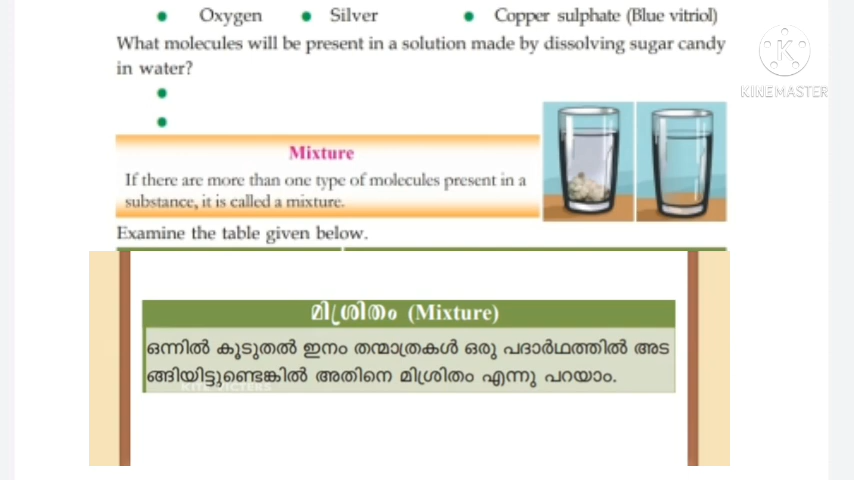 • Oxygen • Silver • Copper sulphate (Blue vitriol)
What molecules will be present in a solution made by dissolving sugar candy
in water?
•
•
KINEMASTER
Mixture
If there are more than one type of molecules present in a
substance, it is called a mixture.
Examine the table given below.
മിശ്രിതം (Mixture)
ഒന്നിൽ കൂടുതൽ ഇനം തന്മാത്രകൾ ഒരു പദാർഥത്തിൽ അട
ങ്ങിയിട്ടുണ്ടെങ്കിൽ അതിനെ മിശ്രിതം എന്നു പറയാം.